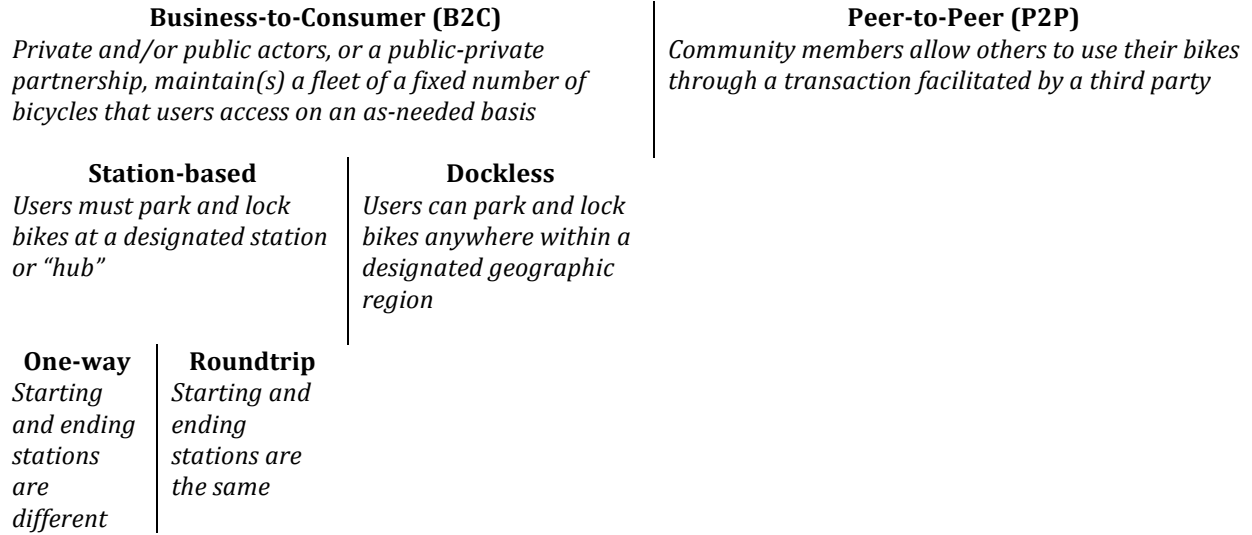 Business-to-Consumer (B2C)
Private and/or public actors, or a public-private
partnership, maintain(s) a fleet of a fixed number of
bicycles that users access on an as-needed basis
Peer-to-Peer (P2P)
Community members allow others to use their bikes
through a transaction facilitated by a third party
Station-based
Users must park and lock
bikes at a designated station
or “hub”
Dockless
Users can park and lock
bikes anywhere within a
designated geographic
region
One-way
Starting
and ending
stations
are
different
Roundtrip
Starting and
ending
stations are
the same